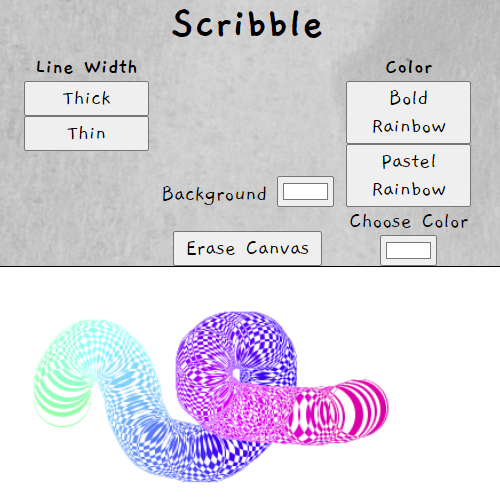 Scribble
Line Width
Thick
Thin
Color
Bold
Rainbow
Pastel
Rainbow
Background
Choose Color
Erase Canvas